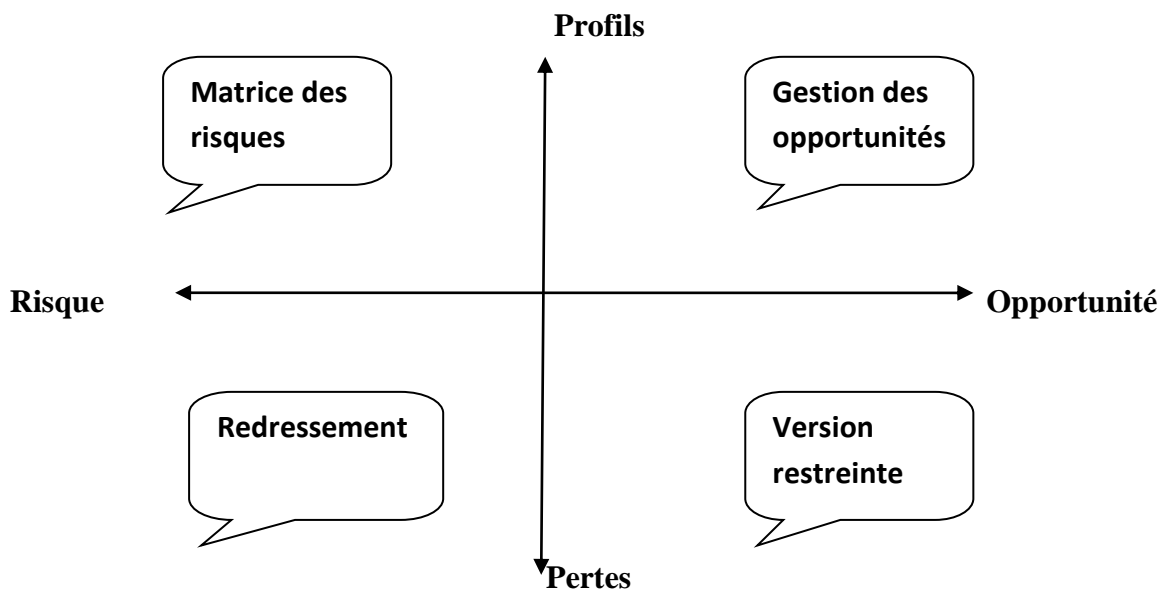 Profils
Matrice des
risques
Gestion des
opportunités
Risque
Opportunité
Redressement
Version
restreinte
Pertes